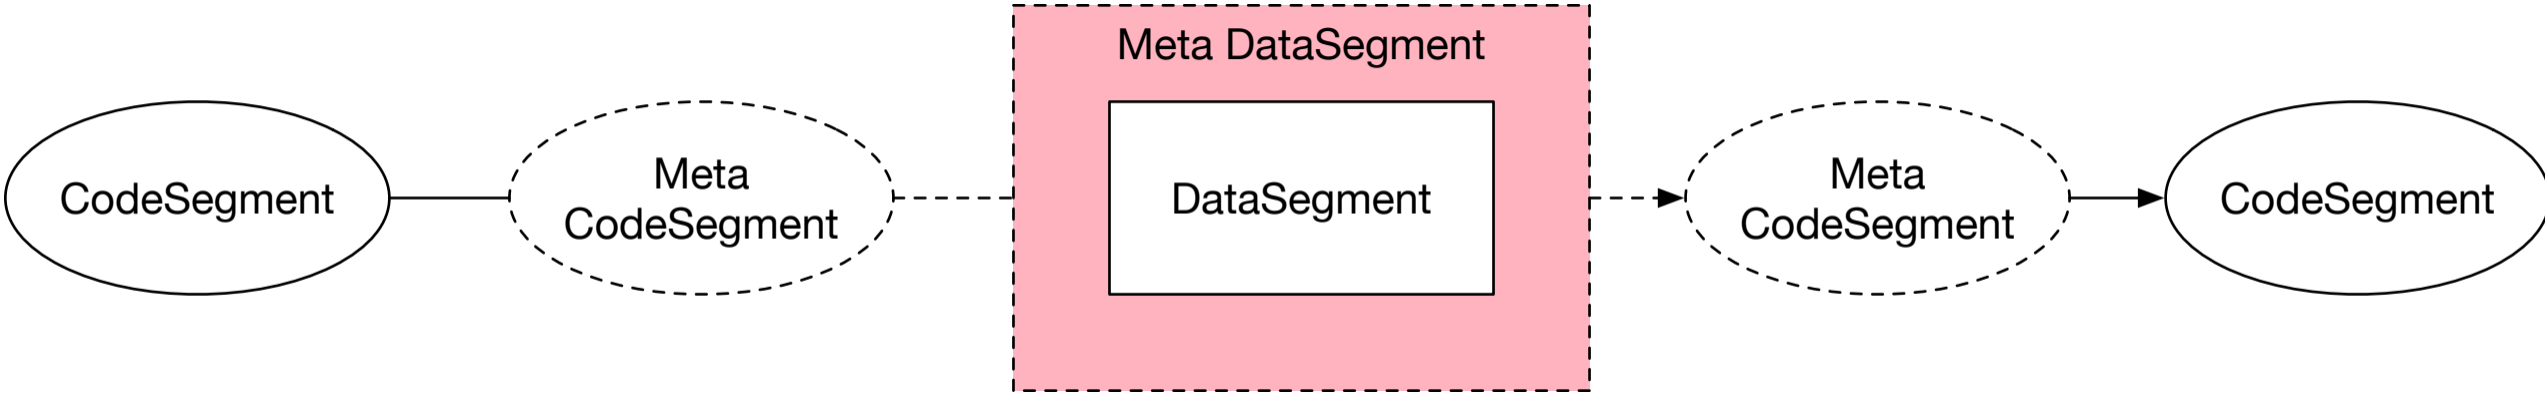 Meta DataSegment
CodeSegment
Meta
CodeSegment
DataSegment
Meta
CodeSegment
CodeSegment